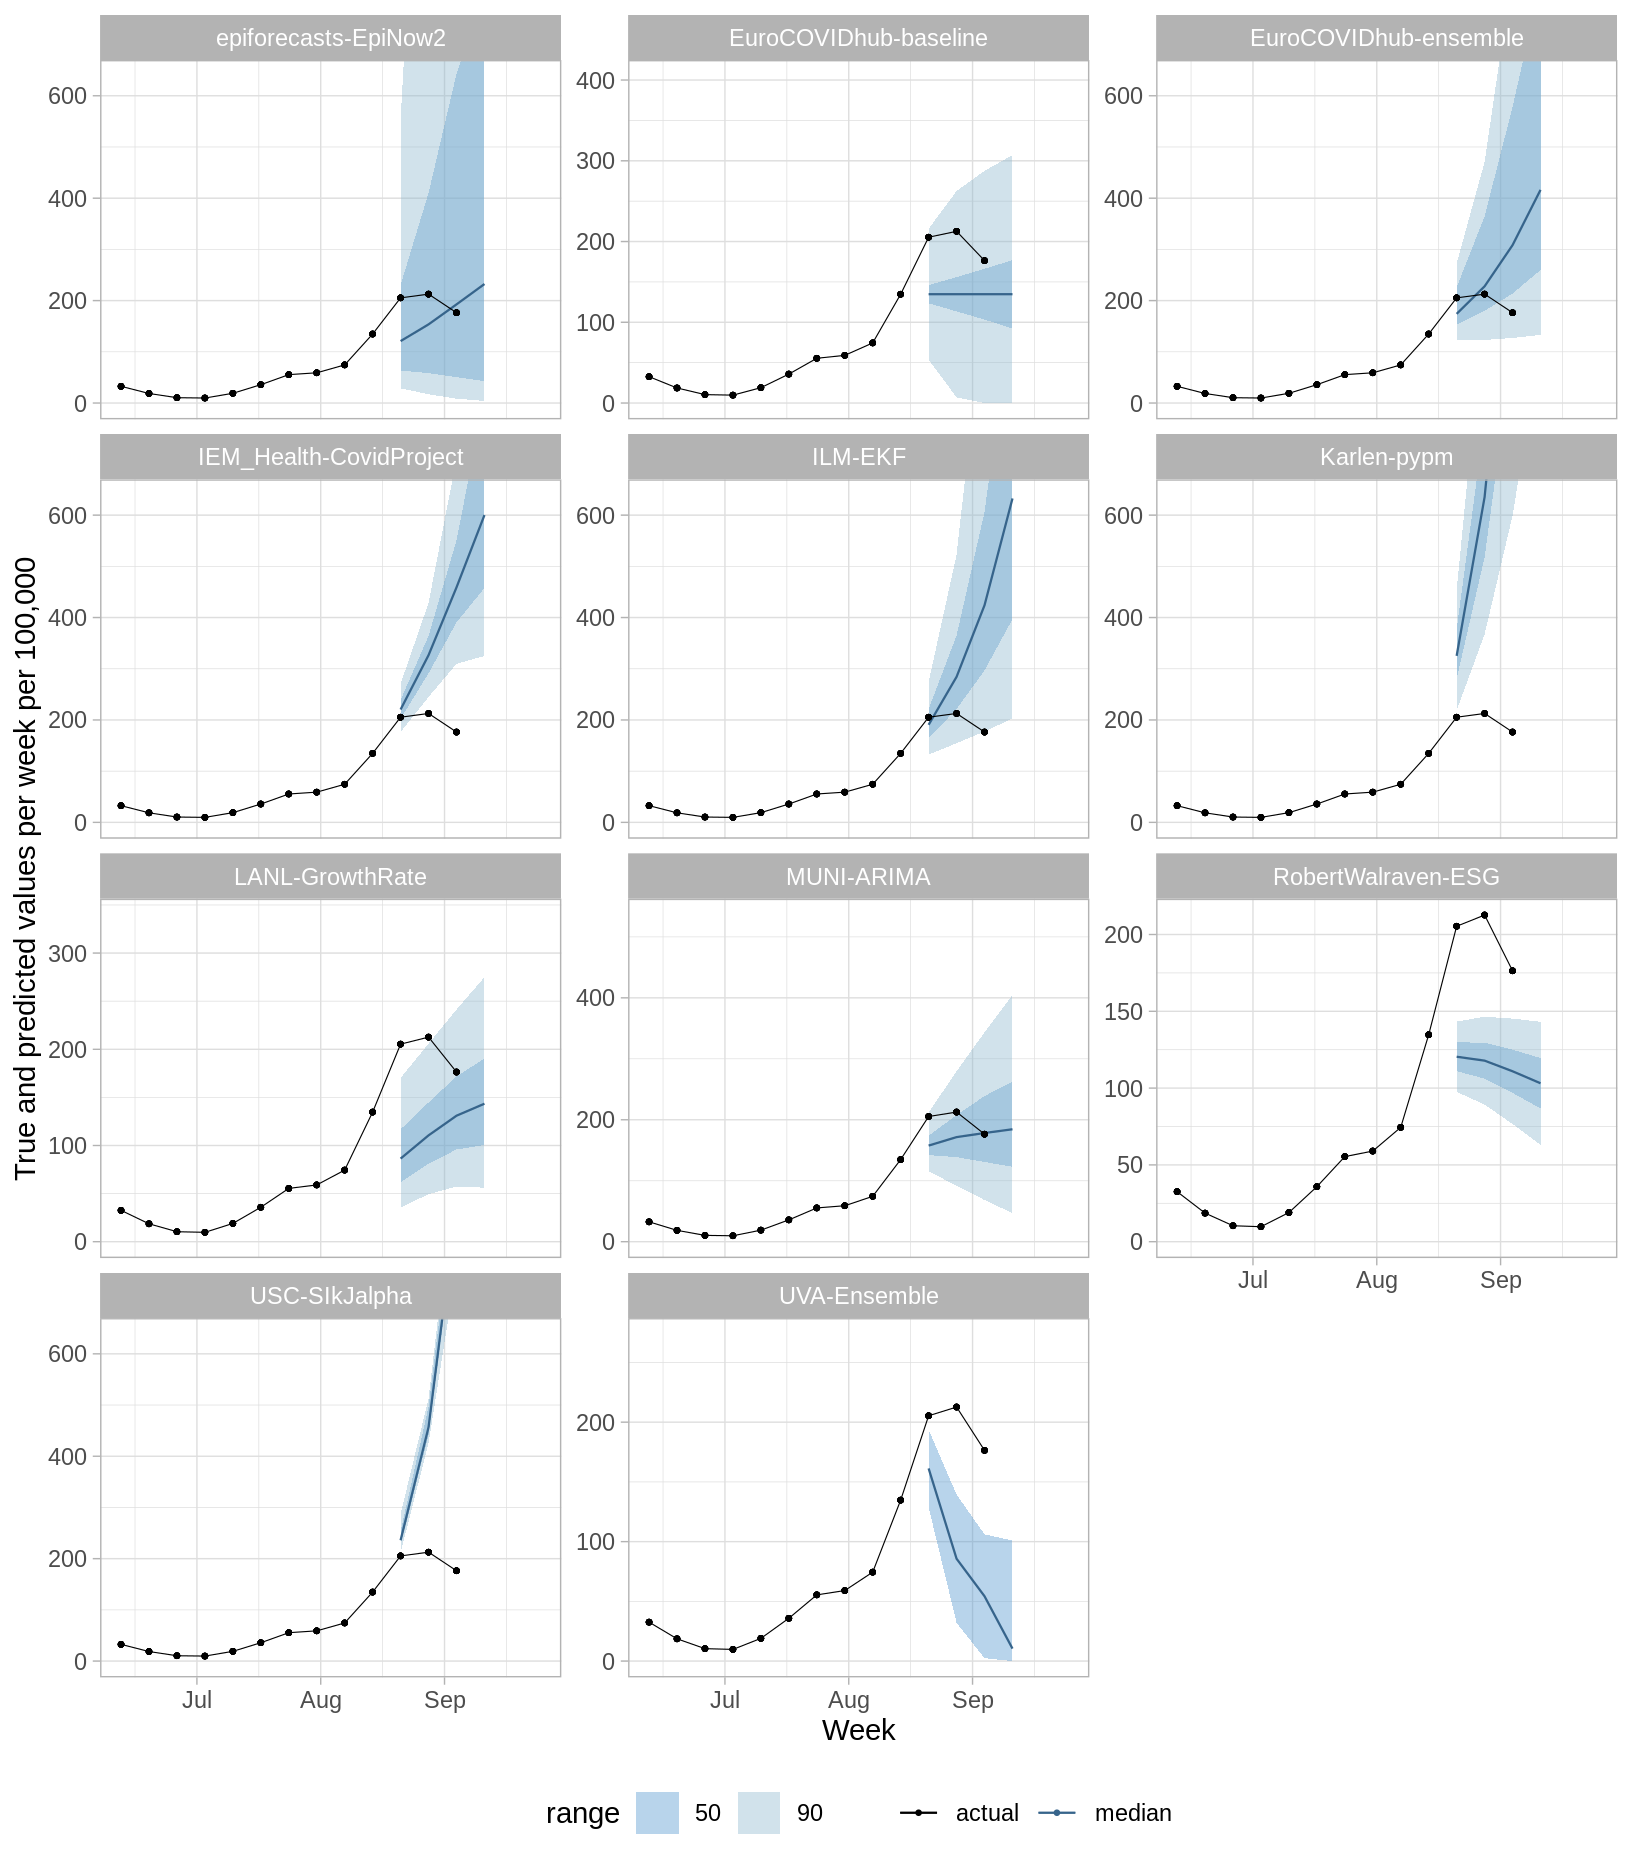 epiforecasts-EpiNow2
EuroCOVIDhub-baseline
EuroCOVIDhub-ensemble
600
400
200
0
400
300
200
100
0
600
400
200
0
IEM_Health-CovidProject
ILM-EKF
Karlen-pypm
600
400
200
0
600
400
200
0
600
400
200
0
True and predicted values per week per 100,000
LANL-GrowthRate
MUNI-ARIMA
RobertWalraven-ESG
300
200
100
0
400
200
0
200
150
100
50
0
Jul Aug Sep
USC-SIkJalpha
UVA-Ensemble
600
400
200
0
200
100
0
Jul Aug Sep
Jul Aug Sep
Week
range 50 90 actual median